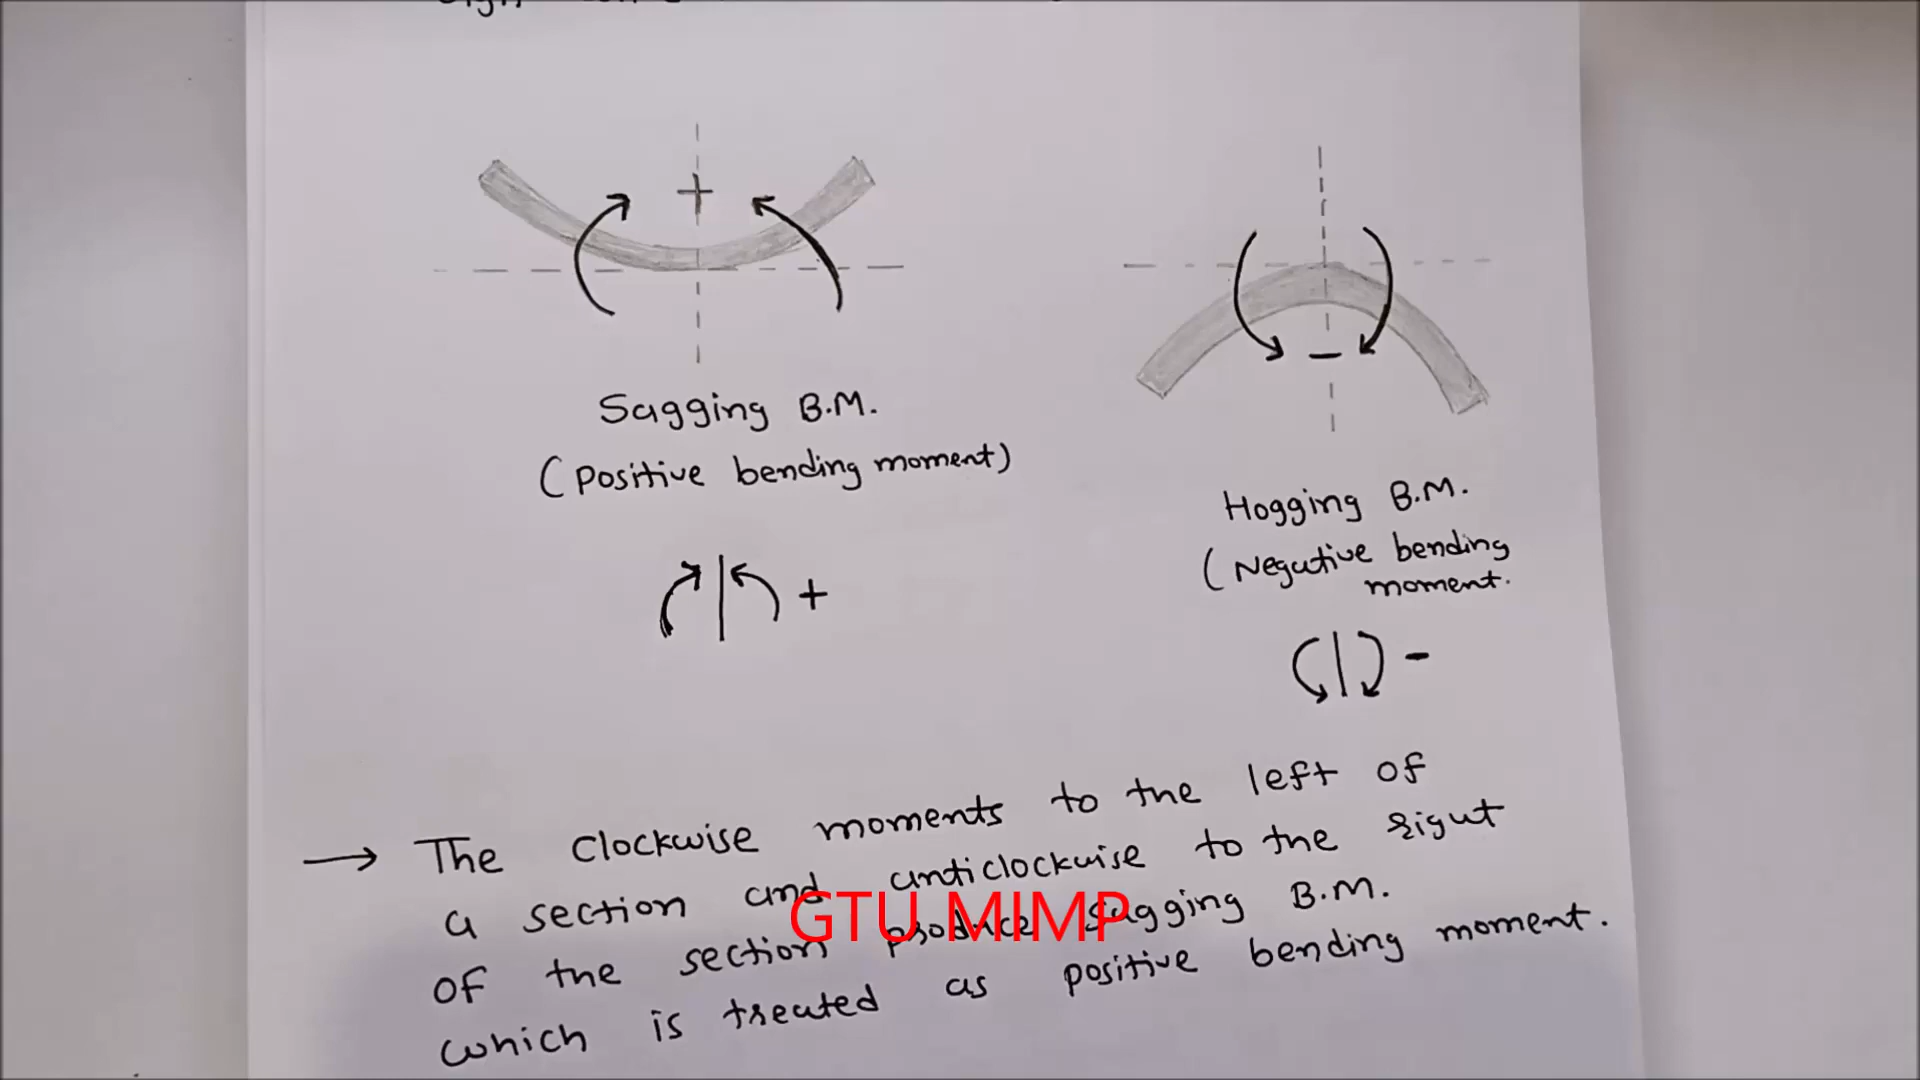 +
Sagging B.M.
(Positive bending moment)
+
-
Hogging B.M.
(Negative bending
moment.
-
→ The clockwise moments to the left of
a section and anticlockwise to the right
of the section produce sagging B.M.
which is treated as positive bending moment.
GTU MIMP